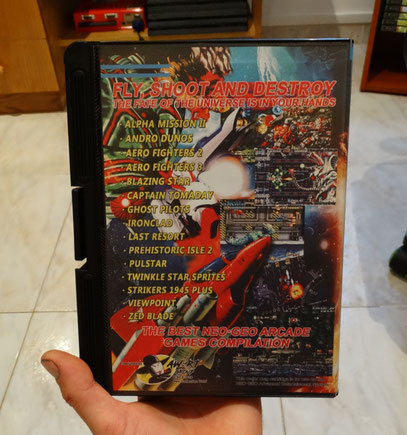 FLY, SHOOT AND DESTROY
THE FATE OF THE UNIVERSE IS IN YOUR HANDS
· ALPHA MISSION II
· ANDRO DUNOS
· AERO FIGHTERS 2
· AERO FIGHTERS 3
· BLAZING STAR
· CAPTAIN TOMADAY
· GHOST PILOTS
· IRONCLAD
· LAST RESORT
· PREHISTORIC ISLE 2
· PULSTAR
· TWINKLE STAR SPRITES
· STRIKERS 1945 PLUS
· VIEWPOINT
· ZED BLADE
THE BEST NEO-GEO ARCADE
GAMES COMPILATION